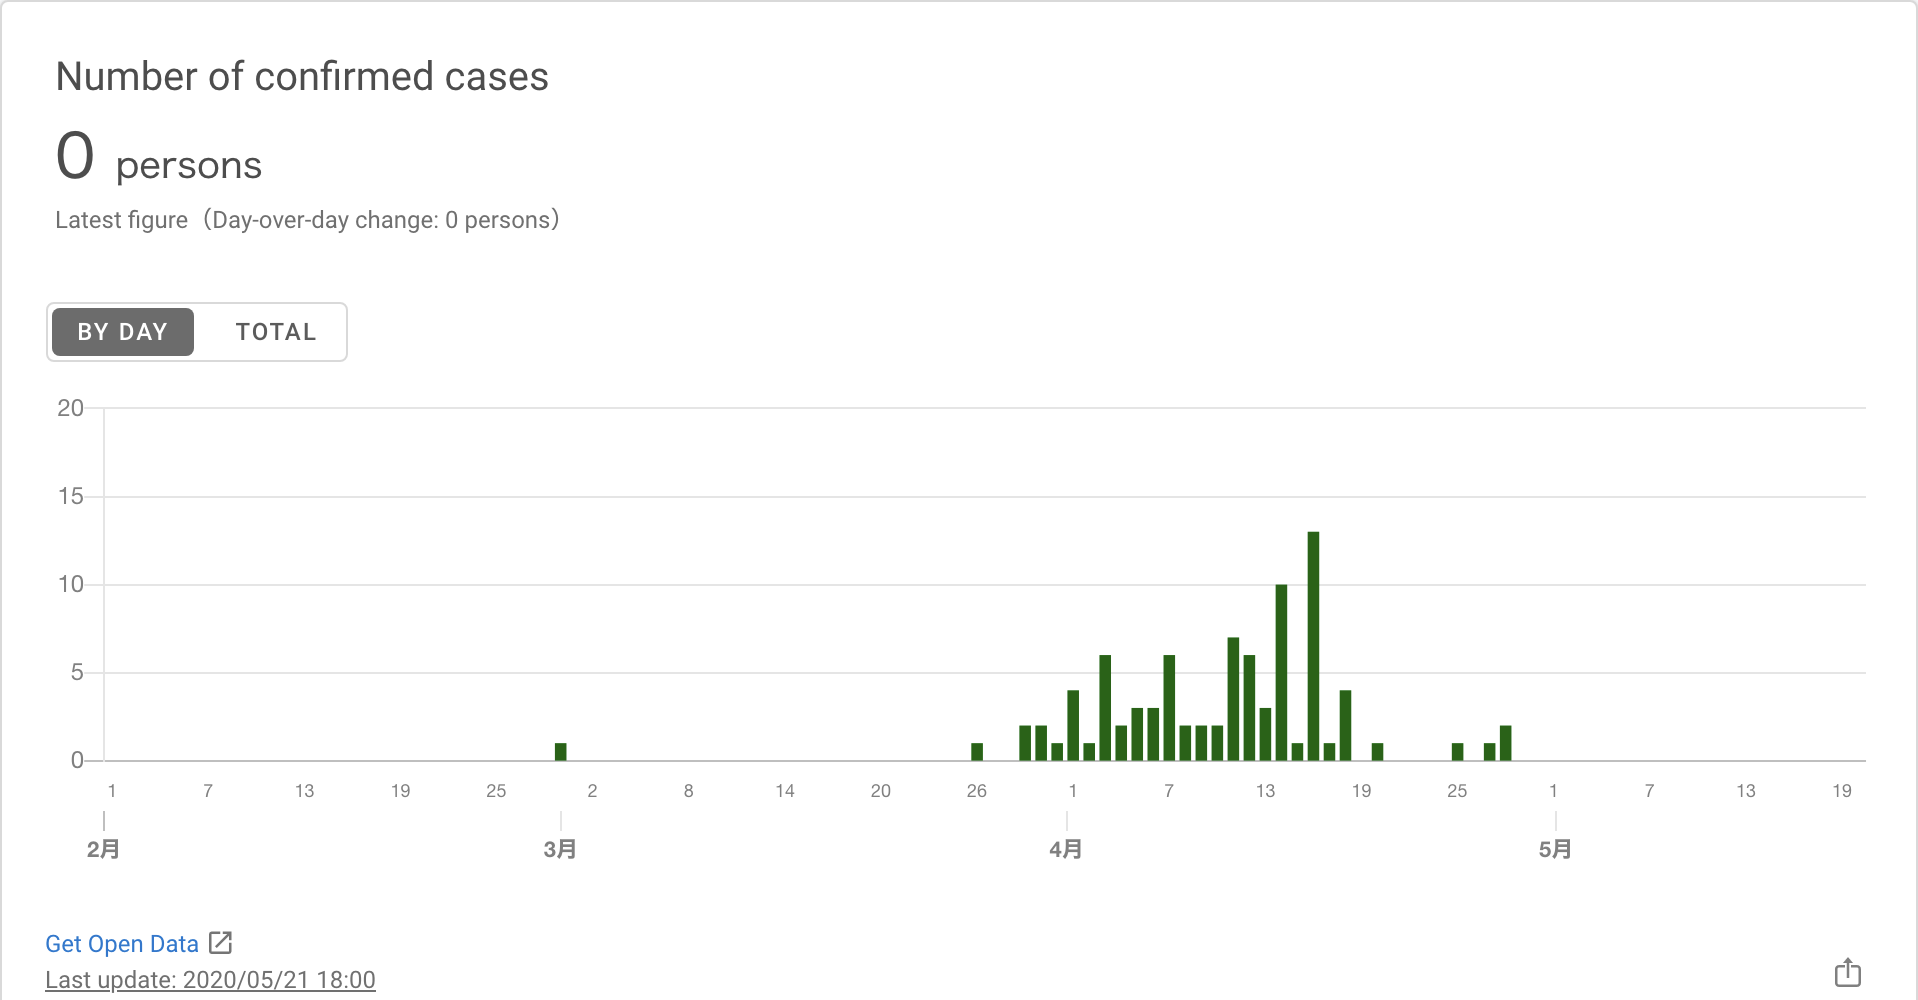 Number of confirmed cases
0 persons
Latest figure（Day-over-day change: 0 persons）
BY DAY TOTAL
20
15
10
5
0
1 7 13 19 25 2 8 14 20 26 1 7 13 19 25 1 7 13 19
2月 3月 4月 5月
Get Open Data
Last update: 2020/05/21 18:00